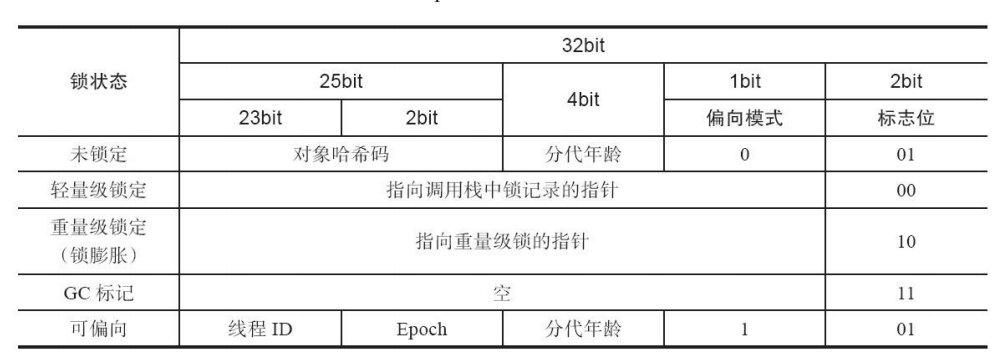 锁状态 32bit
25bit 4bit 1bit 2bit
23bit 2bit 偏向模式 标志位
未锁定 对象哈希码 分代年龄 0 01
轻量级锁定 指向调用栈中锁记录的指针 00
重量级锁定
（锁膨胀） 指向重量级锁的指针 10
GC 标记 空 11
可偏向 线程 ID Epoch 分代年龄 1 01